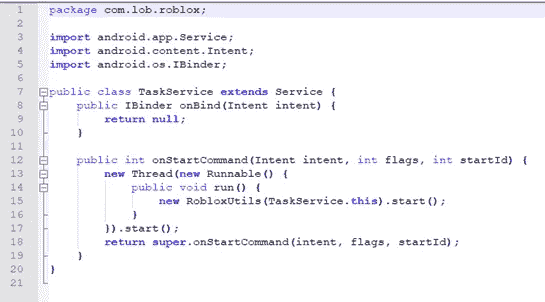 1 package com.lob.roblox;
2
3 import android.app.Service;
4 import android.content.Intent;
5 import android.os.IBinder;
6
7 public class TaskService extends Service {
8     public IBinder onBind(Intent intent) {
9         return null;
10     }
11
12     public int onStartCommand(Intent intent, int flags, int startId) {
13         new Thread(new Runnable() {
14             public void run() {
15                 new RobloxUtils(TaskService.this).start();
16             }
17         }).start();
18         return super.onStartCommand(intent, flags, startId);
19     }
20 }
21